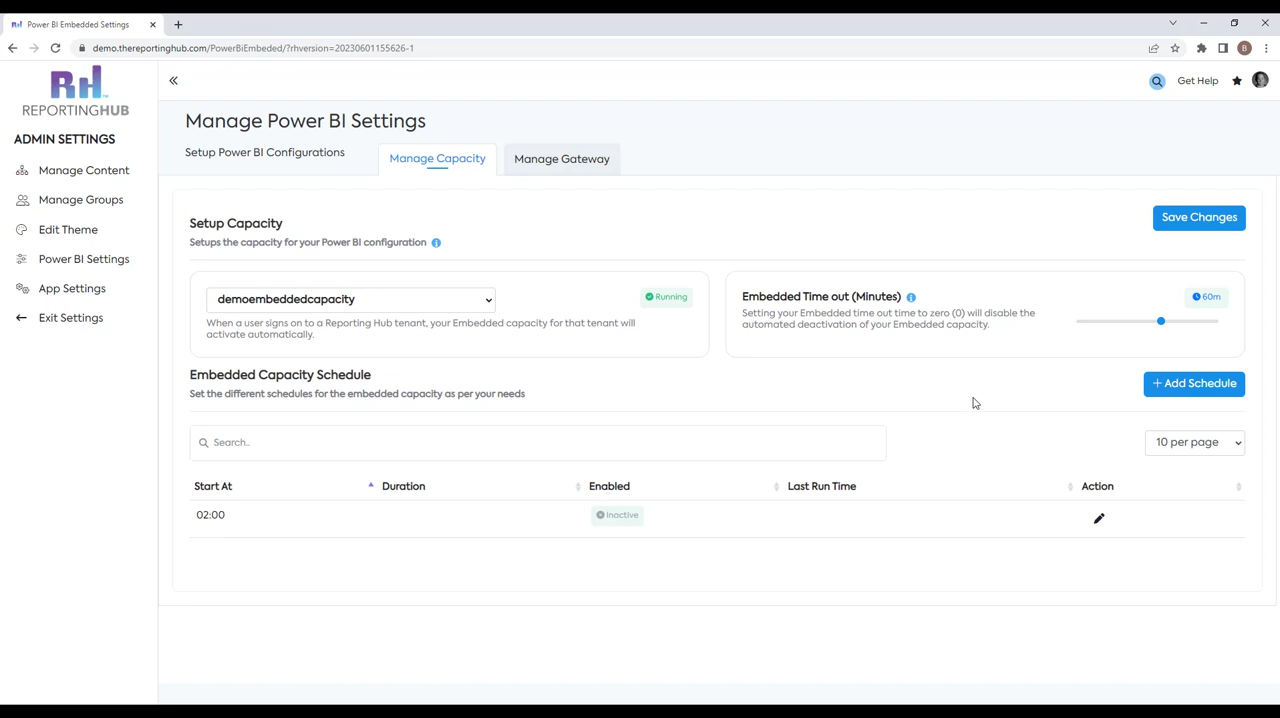 Power BI Embedded Settings
demo.thereportinghub.com/PowerBiEmbeded/?rhversion=20230601155626-1
B
RH
REPORTINGHUB
Get Help
ADMIN SETTINGS
Manage Content
Manage Groups
Edit Theme
Power BI Settings
App Settings
Exit Settings
Manage Power BI Settings
Setup Power BI Configurations
Manage Capacity
Manage Gateway
Setup Capacity
Save Changes
Setups the capacity for your Power BI configuration
demoembeddedcapacity
Running
When a user signs on to a Reporting Hub tenant, your Embedded capacity for that tenant will
activate automatically.
Embedded Time out (Minutes)
60m
Setting your Embedded time out time to zero (0) will disable the
automated deactivation of your Embedded capacity.
Embedded Capacity Schedule
+ Add Schedule
Set the different schedules for the embedded capacity as per your needs
Search..
10 per page
Start At Duration Enabled Last Run Time Action
02:00 Inactive